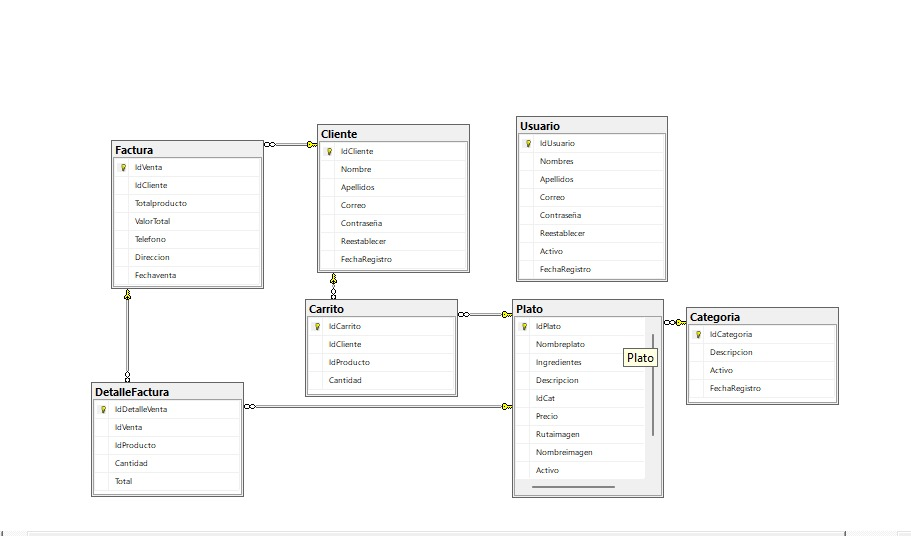 Factura
IdVenta
IdCliente
Totalproducto
ValorTotal
Telefono
Direccion
Fechaventa
Cliente
IdCliente
Nombre
Apellidos
Correo
Contraseña
Reestablecer
FechaRegistro
Usuario
IdUsuario
Nombres
Apellidos
Correo
Contraseña
Reestablecer
Activo
FechaRegistro
Carrito
IdCarrito
IdCliente
IdProducto
Cantidad
Plato
IdPlato
Nombreplato
Ingredientes
Descripcion
IdCat
Precio
Rutaimagen
Nombreimagen
Activo
Plato
Categoria
IdCategoria
Descripcion
Activo
FechaRegistro
DetalleFactura
IdDetalleVenta
IdVenta
IdProducto
Cantidad
Total